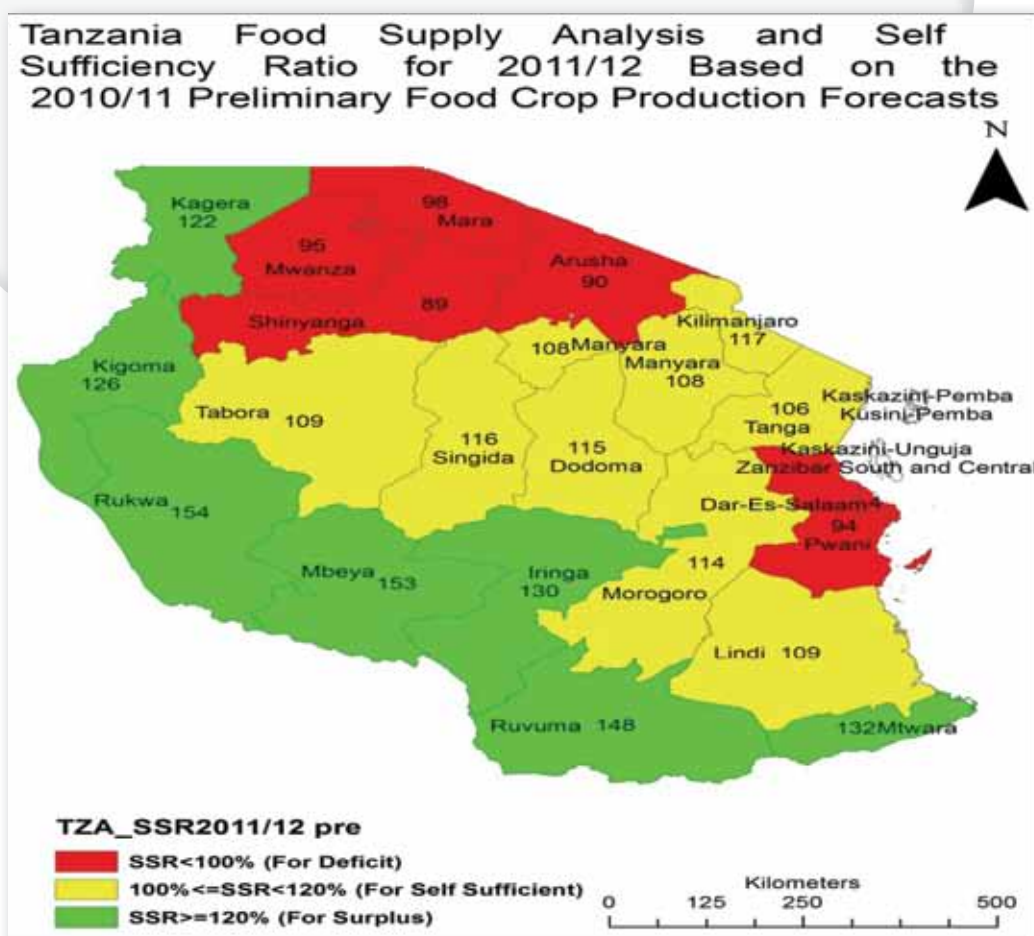 Tanzania Food Supply Analysis and Self
Sufficiency Ratio for 2011/12 Based on the
2010/11 Preliminary Food Crop Production Forecasts
N
Kagera
122
98
Mara
95
Mwanza
Arusha
90
89
Shinyanga
Kilimanjaro
117
108 Manyara
Manyara
108
Kigoma
126
Tabora 109
116
Singida
115
Dodoma
106
Tanga
Kaskazini-Pemba
Kusini-Pemba
Kaskazini-Unguja
Zanzibar South and Central
Rukwa 154
Dar-Es-Salaam 4
94
Pwani
Mbeya 153
Iringa
130
114
Morogoro
Lindi 109
Ruvuma 148
132 Mtwara
TZA_SSR2011/12 pre
SSR<100% (For Deficit)
100%<=SSR<120% (For Self Sufficient)
SSR>=120% (For Surplus)
Kilometers
0 125 250 500